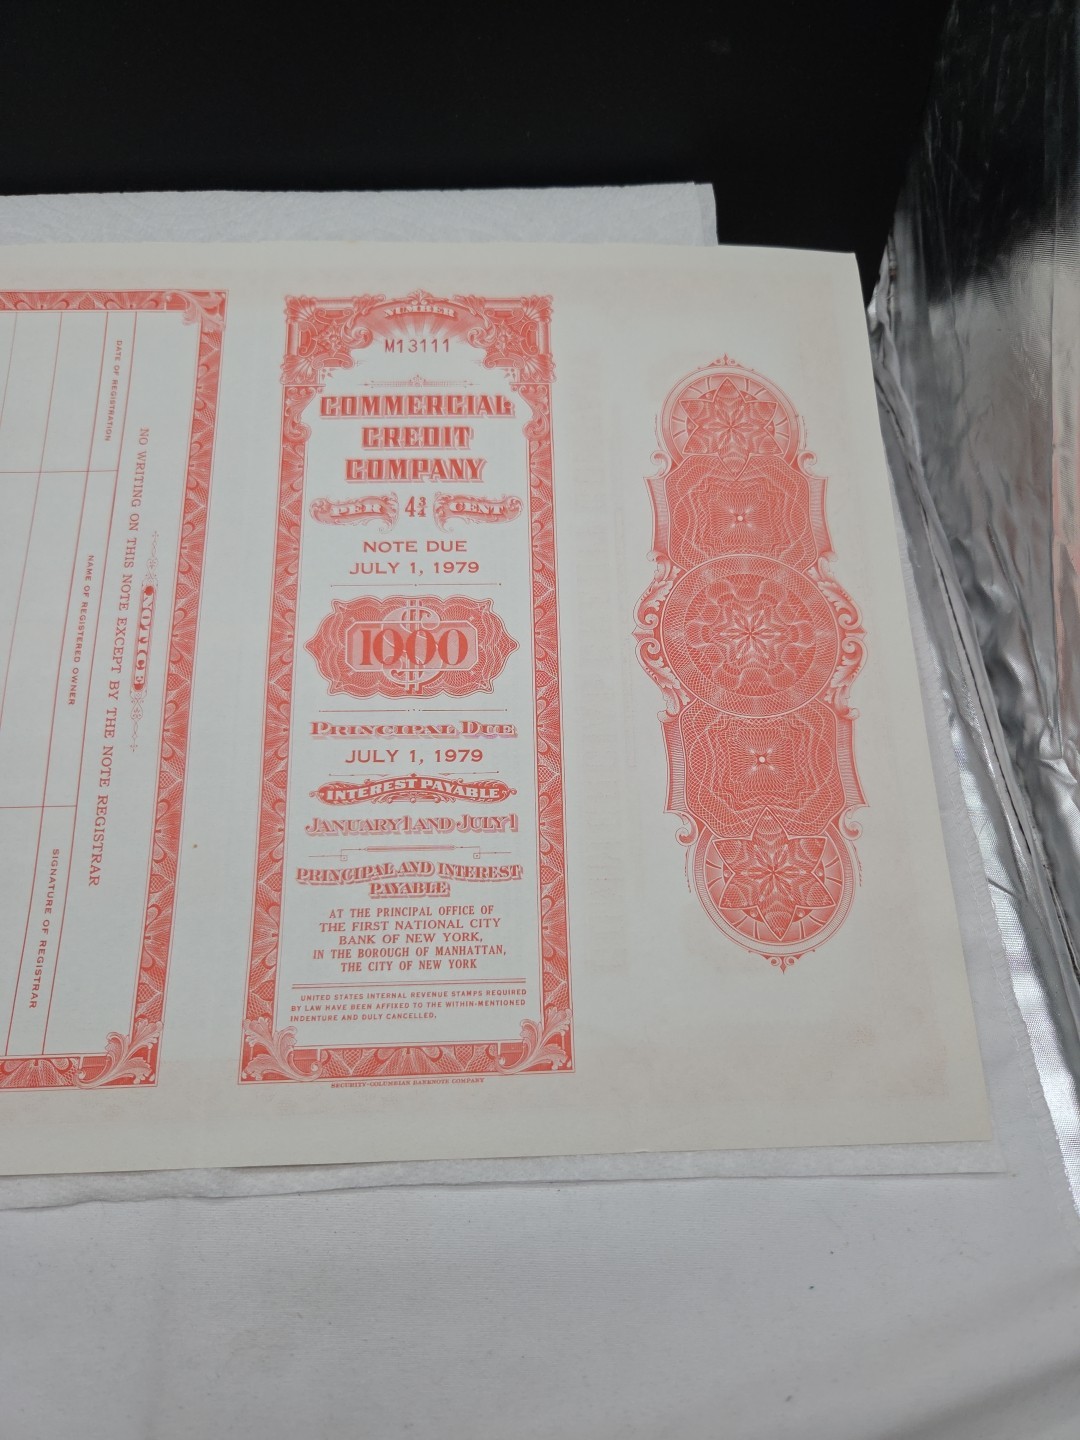 DATE OF REGISTRATION
NAME OF REGISTERED OWNER
SIGNATURE OF REGISTRAR
NOTICE
NO WRITING ON THIS NOTE EXCEPT BY THE NOTE REGISTRAR
NUMBER
M13111
COMMERCIAL
CREDIT
COMPANY
PER 4¾ CENT
NOTE DUE
JULY 1, 1979
1000
PRINCIPAL DUE
JULY 1, 1979
INTEREST PAYABLE
JANUARY 1 AND JULY 1
PRINCIPAL AND INTEREST
PAYABLE
AT THE PRINCIPAL OFFICE OF
THE FIRST NATIONAL CITY
BANK OF NEW YORK,
IN THE BOROUGH OF MANHATTAN,
THE CITY OF NEW YORK
UNITED STATES INTERNAL REVENUE STAMPS REQUIRED
BY LAW HAVE BEEN AFFIXED TO THE WITHIN-MENTIONED
INDENTURE AND DULY CANCELLED.
SECURITY-COLUMBIAN BANKNOTE COMPANY